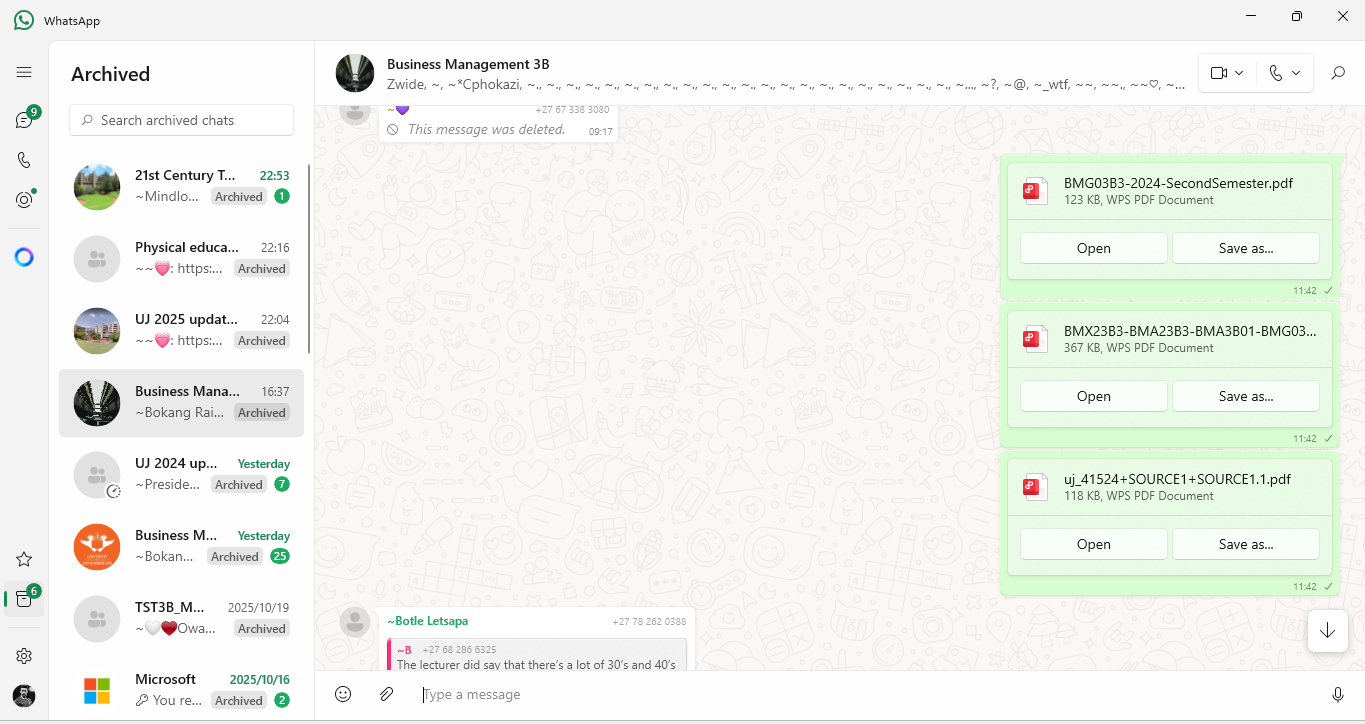 WhatsApp
Archived
Search archived chats
9
21st Century T... 22:53
~Mindlo... Archived 1
Physical educa... 22:16
~~💗: https:... Archived
UJ 2025 updat... 22:04
~~💗: https:... Archived
Business Mana... 16:37
~Bokang Rai... Archived
UJ 2024 up... Yesterday
~Preside... Archived 7
Business M... Yesterday
~Bokan... Archived 25
TST3B_M... 2025/10/19
~🤍❤️Owa... Archived
6
Microsoft 2025/10/16
You re... Archived 2
Business Management 3B
Zwide, ~, ~*Cphokazi, ~., ~., ~., ~., ~., ~., ~., ~., ~., ~., ~., ~., ~., ~., ~., ~., ~., ~., ~., ~., ~., ~..., ~?, ~@, ~_wtf, ~~, ~~., ~~♡, ~...
~💜 +27 67 338 3080
This message was deleted. 09:17
BMG03B3-2024-SecondSemester.pdf
123 KB, WPS PDF Document
Open Save as...
11:42
BMX23B3-BMA23B3-BMA3B01-BMG03...
367 KB, WPS PDF Document
Open Save as...
11:42
uj_41524+SOURCE1+SOURCE1.1.pdf
118 KB, WPS PDF Document
Open Save as...
11:42
~Botle Letsapa +27 78 262 0388
~B +27 68 286 6325
The lecturer did say that there's a lot of 30's and 40's
Type a message